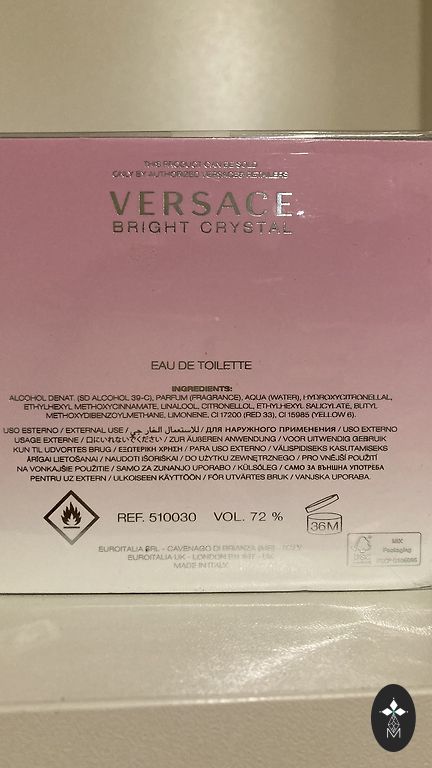 THIS PRODUCT CAN BE SOLD
ONLY BY AUTHORIZED VERSACE RETAILERS
VERSACE
BRIGHT CRYSTAL
EAU DE TOILETTE
INGREDIENTS:
ALCOHOL DENAT. (SD ALCOHOL 39-C), PARFUM (FRAGRANCE), AQUA (WATER), HYDROXYCITRONELLAL,
ETHYLHEXYL METHOXYCINNAMATE, LINALOOL, CITRONELLOL, ETHYLHEXYL SALICYLATE, BUTYL
METHOXYDIBENZOYLMETHANE, LIMONENE, CI 17200 (RED 33), CI 15985 (YELLOW 6).
USO ESTERNO / EXTERNAL USE / للاستعمال الخارجي / ДЛЯ НАРУЖНОГО ПРИМЕНЕНИЯ / USO EXTERNO
USAGE EXTERNE / 口にいれないでください / ZUR ÄUßEREN ANWENDUNG / VOOR UITWENDIG GEBRUIK
KUN TIL UDVORTES BRUG / ΕΞΩΤΕΡΙΚΗ ΧΡΗΣΗ / PARA USO EXTERNO / VÄLISPIDISEKS KASUTAMISEKS
ĀRĪGAI LIETOŠANAI / NAUDOTI IŠORIŠKAI / DO UŻYTKU ZEWNĘTRZNEGO / PRO VNĚJŠÍ POUŽITÍ
NA VONKAJŠIE POUŽITIE / SAMO ZA ZUNANJO UPORABO / KÜLSŐLEG / САМО ЗА ВЪНШНА УПОТРЕБА
PENTRU UZ EXTERN / ULKOISEEN KÄYTTÖÖN / FÖR UTVÄRTES BRUK / VANJSKA UPORABA
REF. 510030 VOL. 72 % 36M
EUROITALIA SRL - CAVENAGO DI BRIANZA (MB) - ITALY
EUROITALIA UK - LONDON - UK
MADE IN ITALY
FSC
MIX
Packaging
M